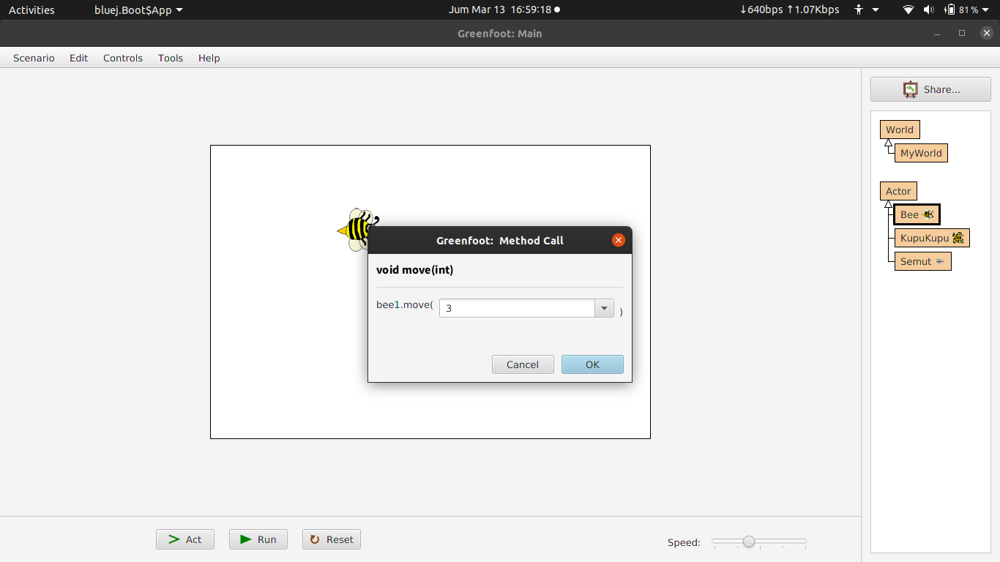 Activities bluej.Boot$App Jum Mar 13 16:59:18 ↓640bps ↑1.07Kbps 81%
Greenfoot: Main
Scenario Edit Controls Tools Help
Share...
World
MyWorld
Actor
Bee
KupuKupu
Semut
Greenfoot: Method Call
void move(int)
bee1.move( 3 )
Cancel OK
Act Run Reset Speed: